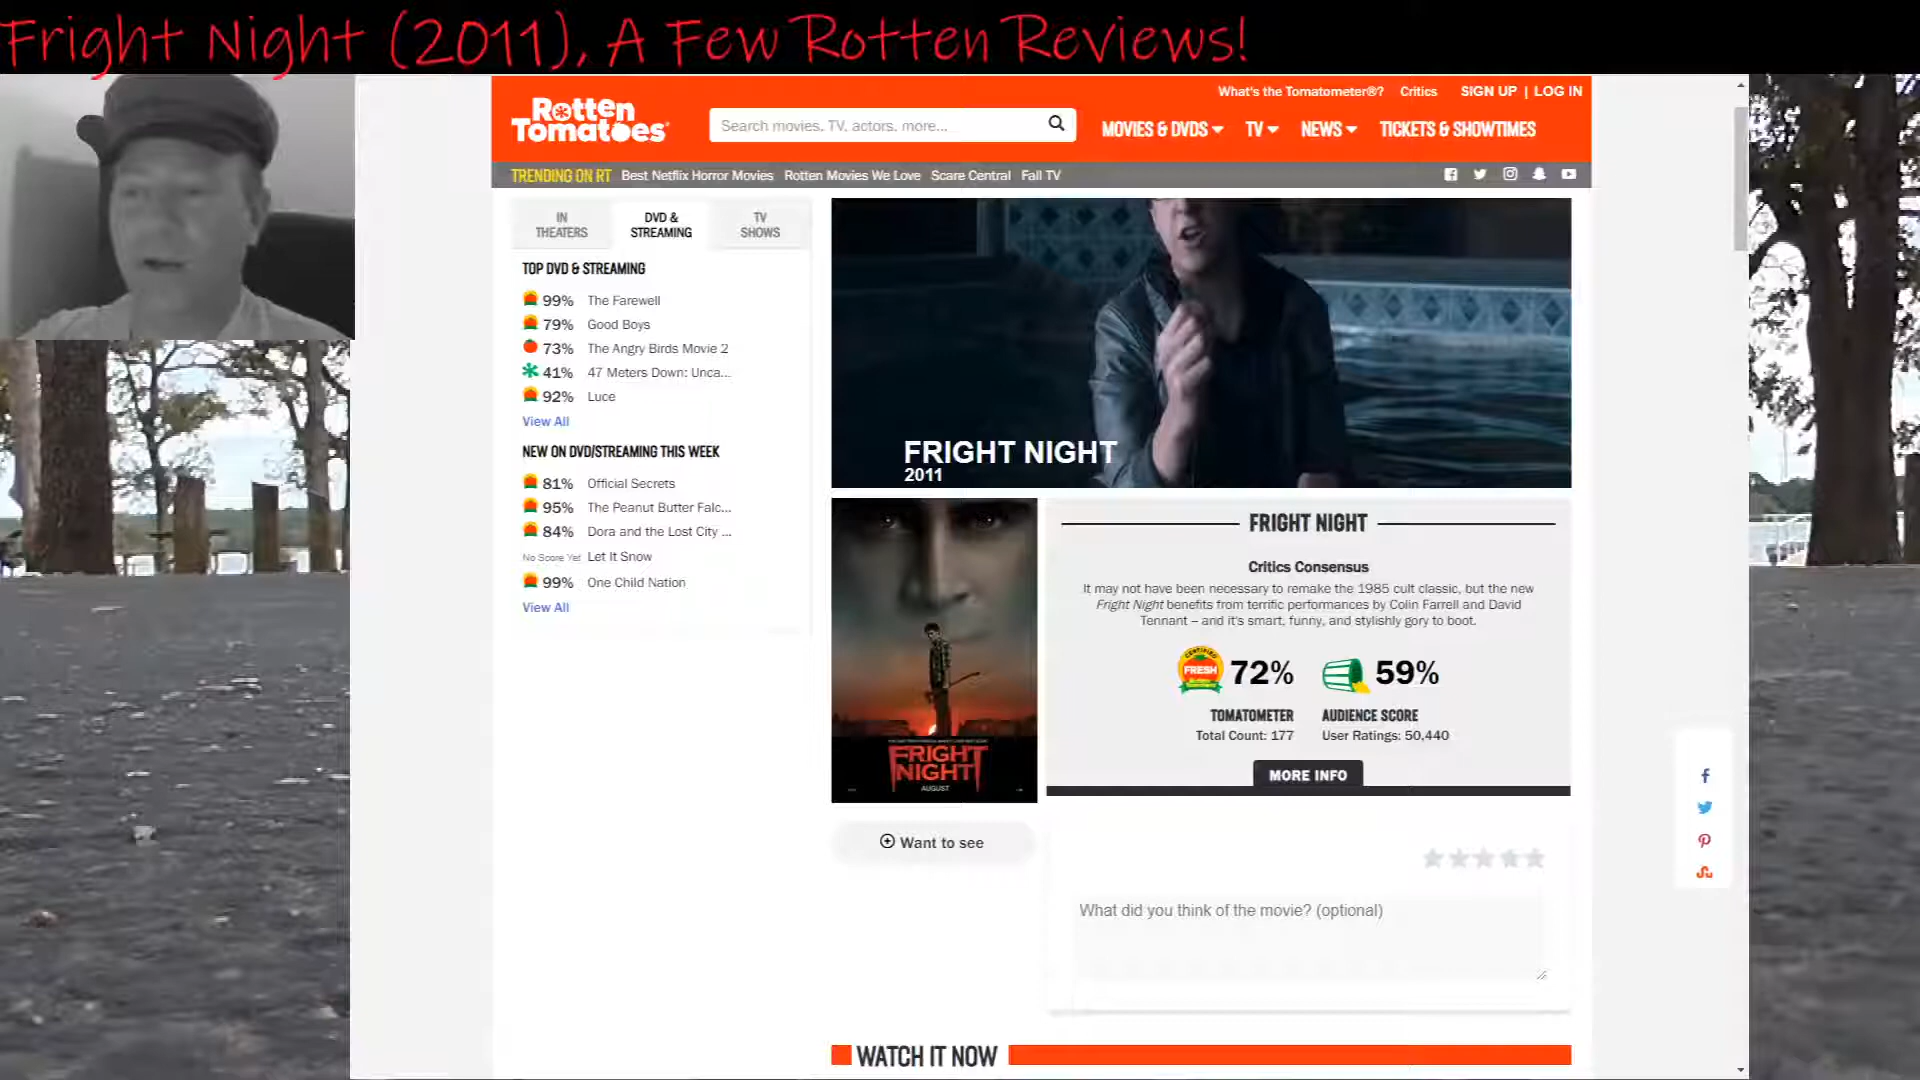 Fright Night (2011), A Few Rotten Reviews!
What's the Tomatometer®? Critics SIGN UP | LOG IN
Rotten
Tomatoes
Search movies, TV, actors, more...
MOVIES & DVDS TV NEWS TICKETS & SHOWTIMES
TRENDING ON RT Best Netflix Horror Movies Rotten Movies We Love Scare Central Fall TV
IN THEATERS
DVD & STREAMING
TV SHOWS
TOP DVD & STREAMING
99% The Farewell
79% Good Boys
73% The Angry Birds Movie 2
41% 47 Meters Down: Unca...
92% Luce
View All
NEW ON DVD/STREAMING THIS WEEK
81% Official Secrets
95% The Peanut Butter Falc...
84% Dora and the Lost City ...
No Score Yet Let It Snow
99% One Child Nation
View All
FRIGHT NIGHT
2011
FRIGHT
NIGHT
AUGUST
FRIGHT NIGHT
Critics Consensus
It may not have been necessary to remake the 1985 cult classic, but the new
Fright Night benefits from terrific performances by Colin Farrell and David
Tennant – and it's smart, funny, and stylishly gory to boot.
CERTIFIED
FRESH
72% 59%
TOMATOMETER AUDIENCE SCORE
Total Count: 177 User Ratings: 50,440
MORE INFO
Want to see
What did you think of the movie? (optional)
WATCH IT NOW